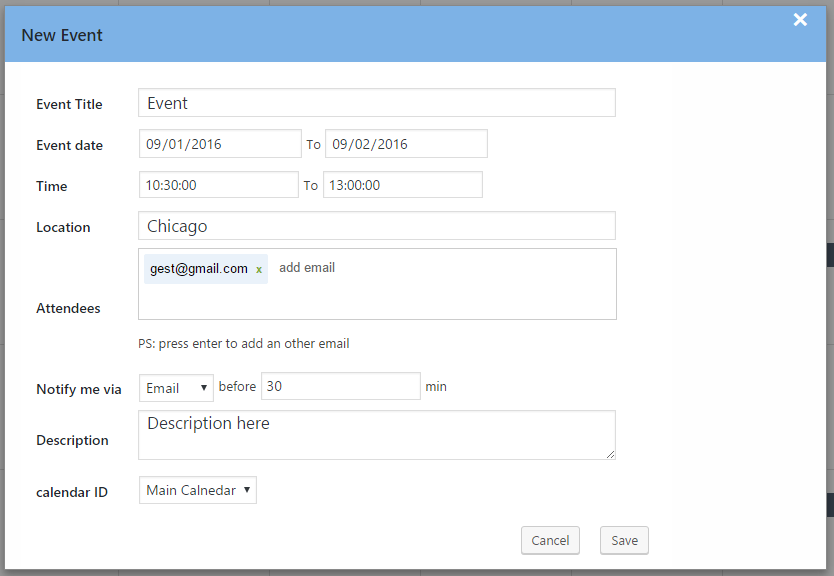 New Event
Event Title Event
Event date 09/01/2016 To 09/02/2016
Time 10:30:00 To 13:00:00
Location Chicago
gest@gmail.com x add email
Attendees
PS: press enter to add an other email
Notify me via Email before 30 min
Description here
Description
calendar ID Main Calnedar
Cancel Save